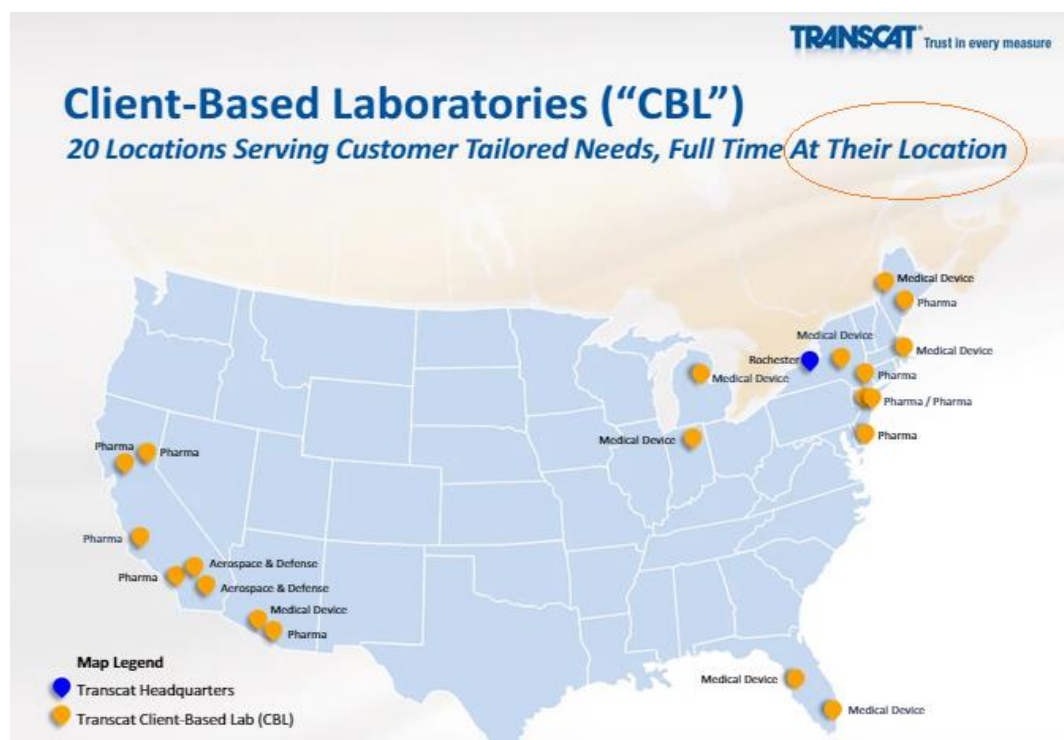 TRANSCAT® Trust in every measure
Client-Based Laboratories (“CBL”)
20 Locations Serving Customer Tailored Needs, Full Time At Their Location
Medical Device
Pharma
Medical Device
Rochester
Medical Device
Medical Device
Pharma
Pharma / Pharma
Medical Device
Pharma
Pharma
Pharma
Pharma
Aerospace & Defense
Pharma
Aerospace & Defense
Medical Device
Pharma
Medical Device
Medical Device
Map Legend
Transcat Headquarters
Transcat Client-Based Lab (CBL)